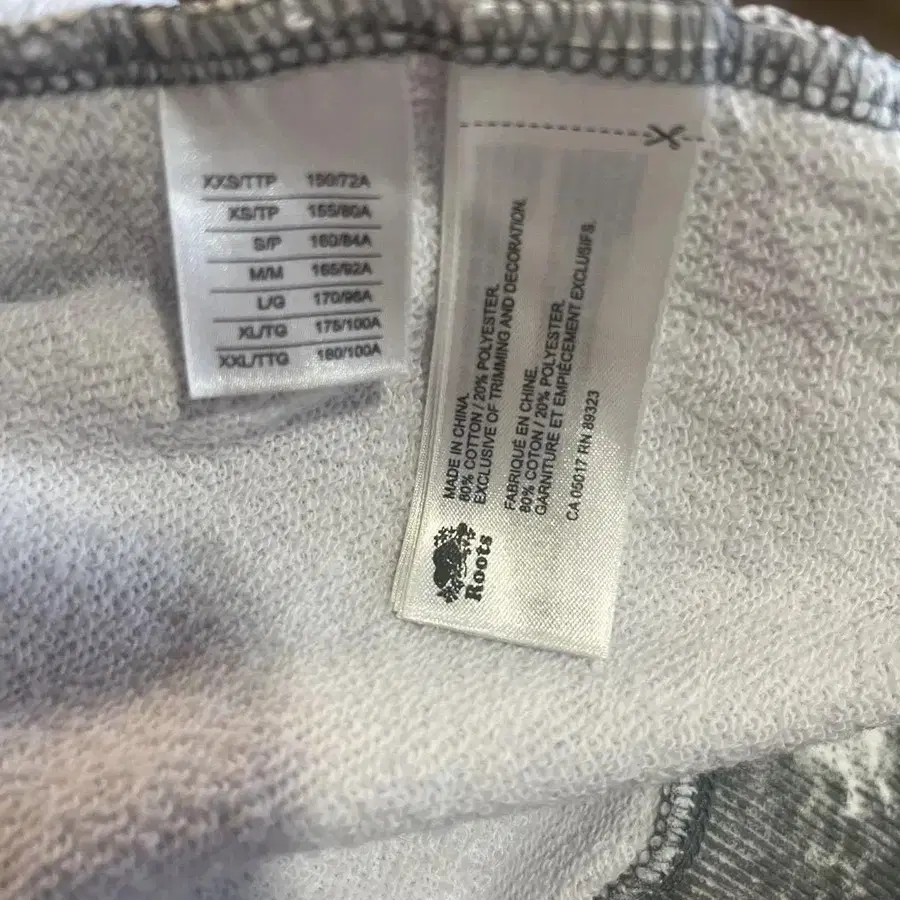 XXS/TTP 150/72A
XS/TP 155/80A
S/P 160/84A
M/M 165/92A
L/G 170/96A
XL/TG 175/100A
XXL/TTG 180/100A
MADE IN CHINA.
80% COTTON / 20% POLYESTER.
EXCLUSIVE OF TRIMMING AND DECORATION.
FABRIQUÉ EN CHINE.
80% COTON / 20% POLYESTER.
GARNITURE ET EMPIÈCEMENT EXCLUSIFS.
CA 05017 RN 89323
Roots